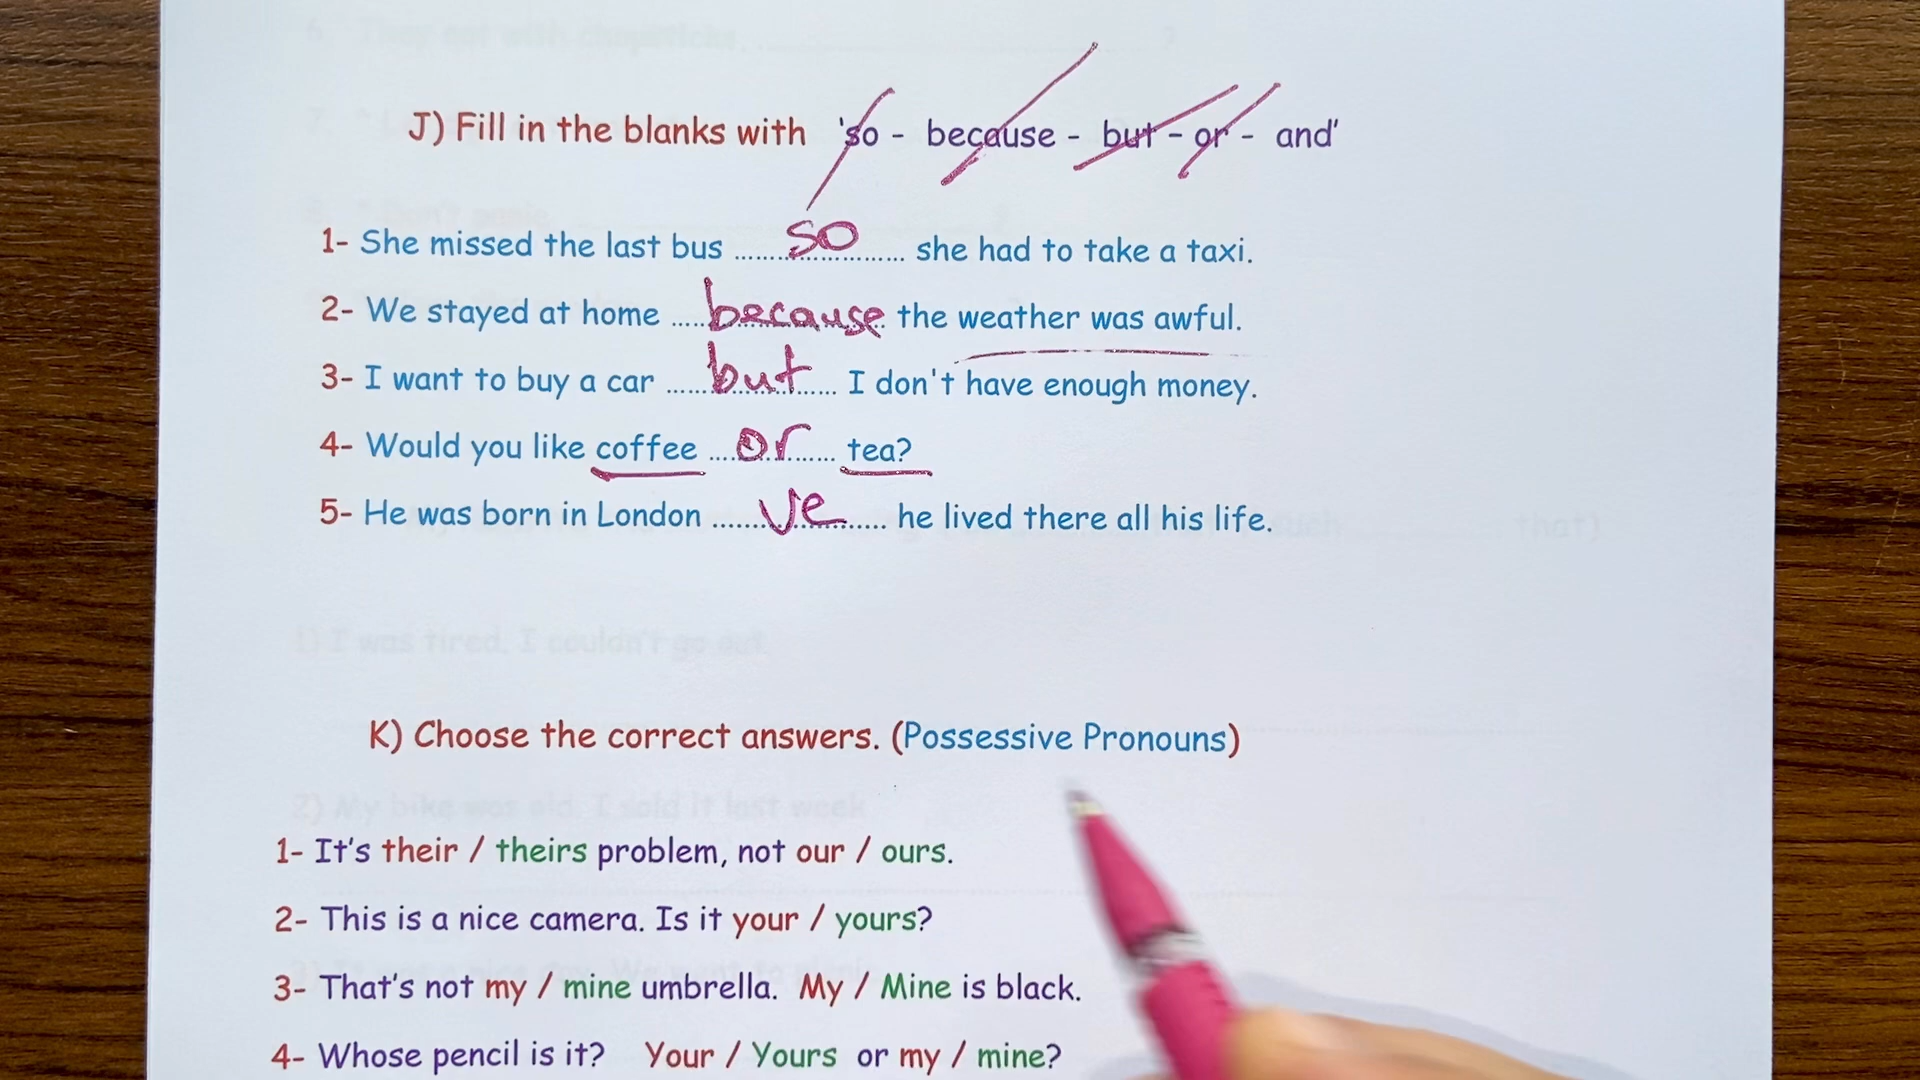 J) Fill in the blanks with 'so - because - but - or - and'
1- She missed the last bus ....so.... she had to take a taxi.
2- We stayed at home ....because.... the weather was awful.
3- I want to buy a car ....but.... I don't have enough money.
4- Would you like coffee ....or.... tea?
5- He was born in London ....ve.... he lived there all his life.
K) Choose the correct answers. (Possessive Pronouns)
1- It's their / theirs problem, not our / ours.
2- This is a nice camera. Is it your / yours?
3- That's not my / mine umbrella. My / Mine is black.
4- Whose pencil is it? Your / Yours or my / mine?